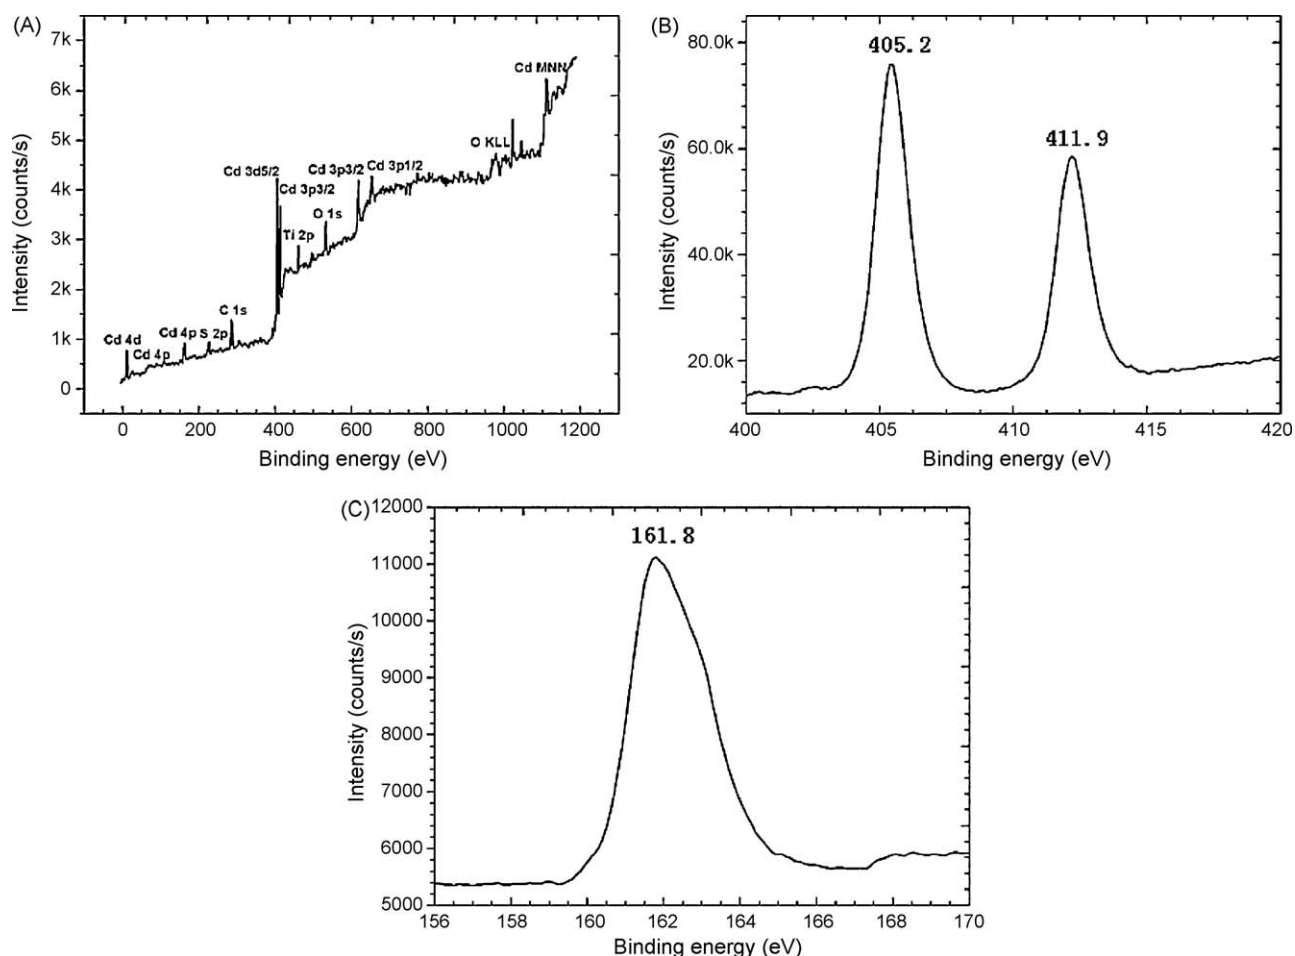 (A)
7k
6k
5k
4k
3k
2k
1k
0
Intensity (counts/s)
Cd 4d
Cd 4p
Cd 4p
S 2p
C 1s
Cd 3d5/2
Cd 3p3/2
Ti 2p
O 1s
Cd 3p3/2
Cd 3p1/2
O KLL
Cd MNN
0 200 400 600 800 1000 1200
Binding energy (eV)
(B)
80.0k
60.0k
40.0k
20.0k
Intensity (counts/s)
405.2
411.9
400 405 410 415 420
Binding energy (eV)
(C)
12000
11000
10000
9000
8000
7000
6000
5000
Intensity (counts/s)
161.8
156 158 160 162 164 166 168 170
Binding energy (eV)